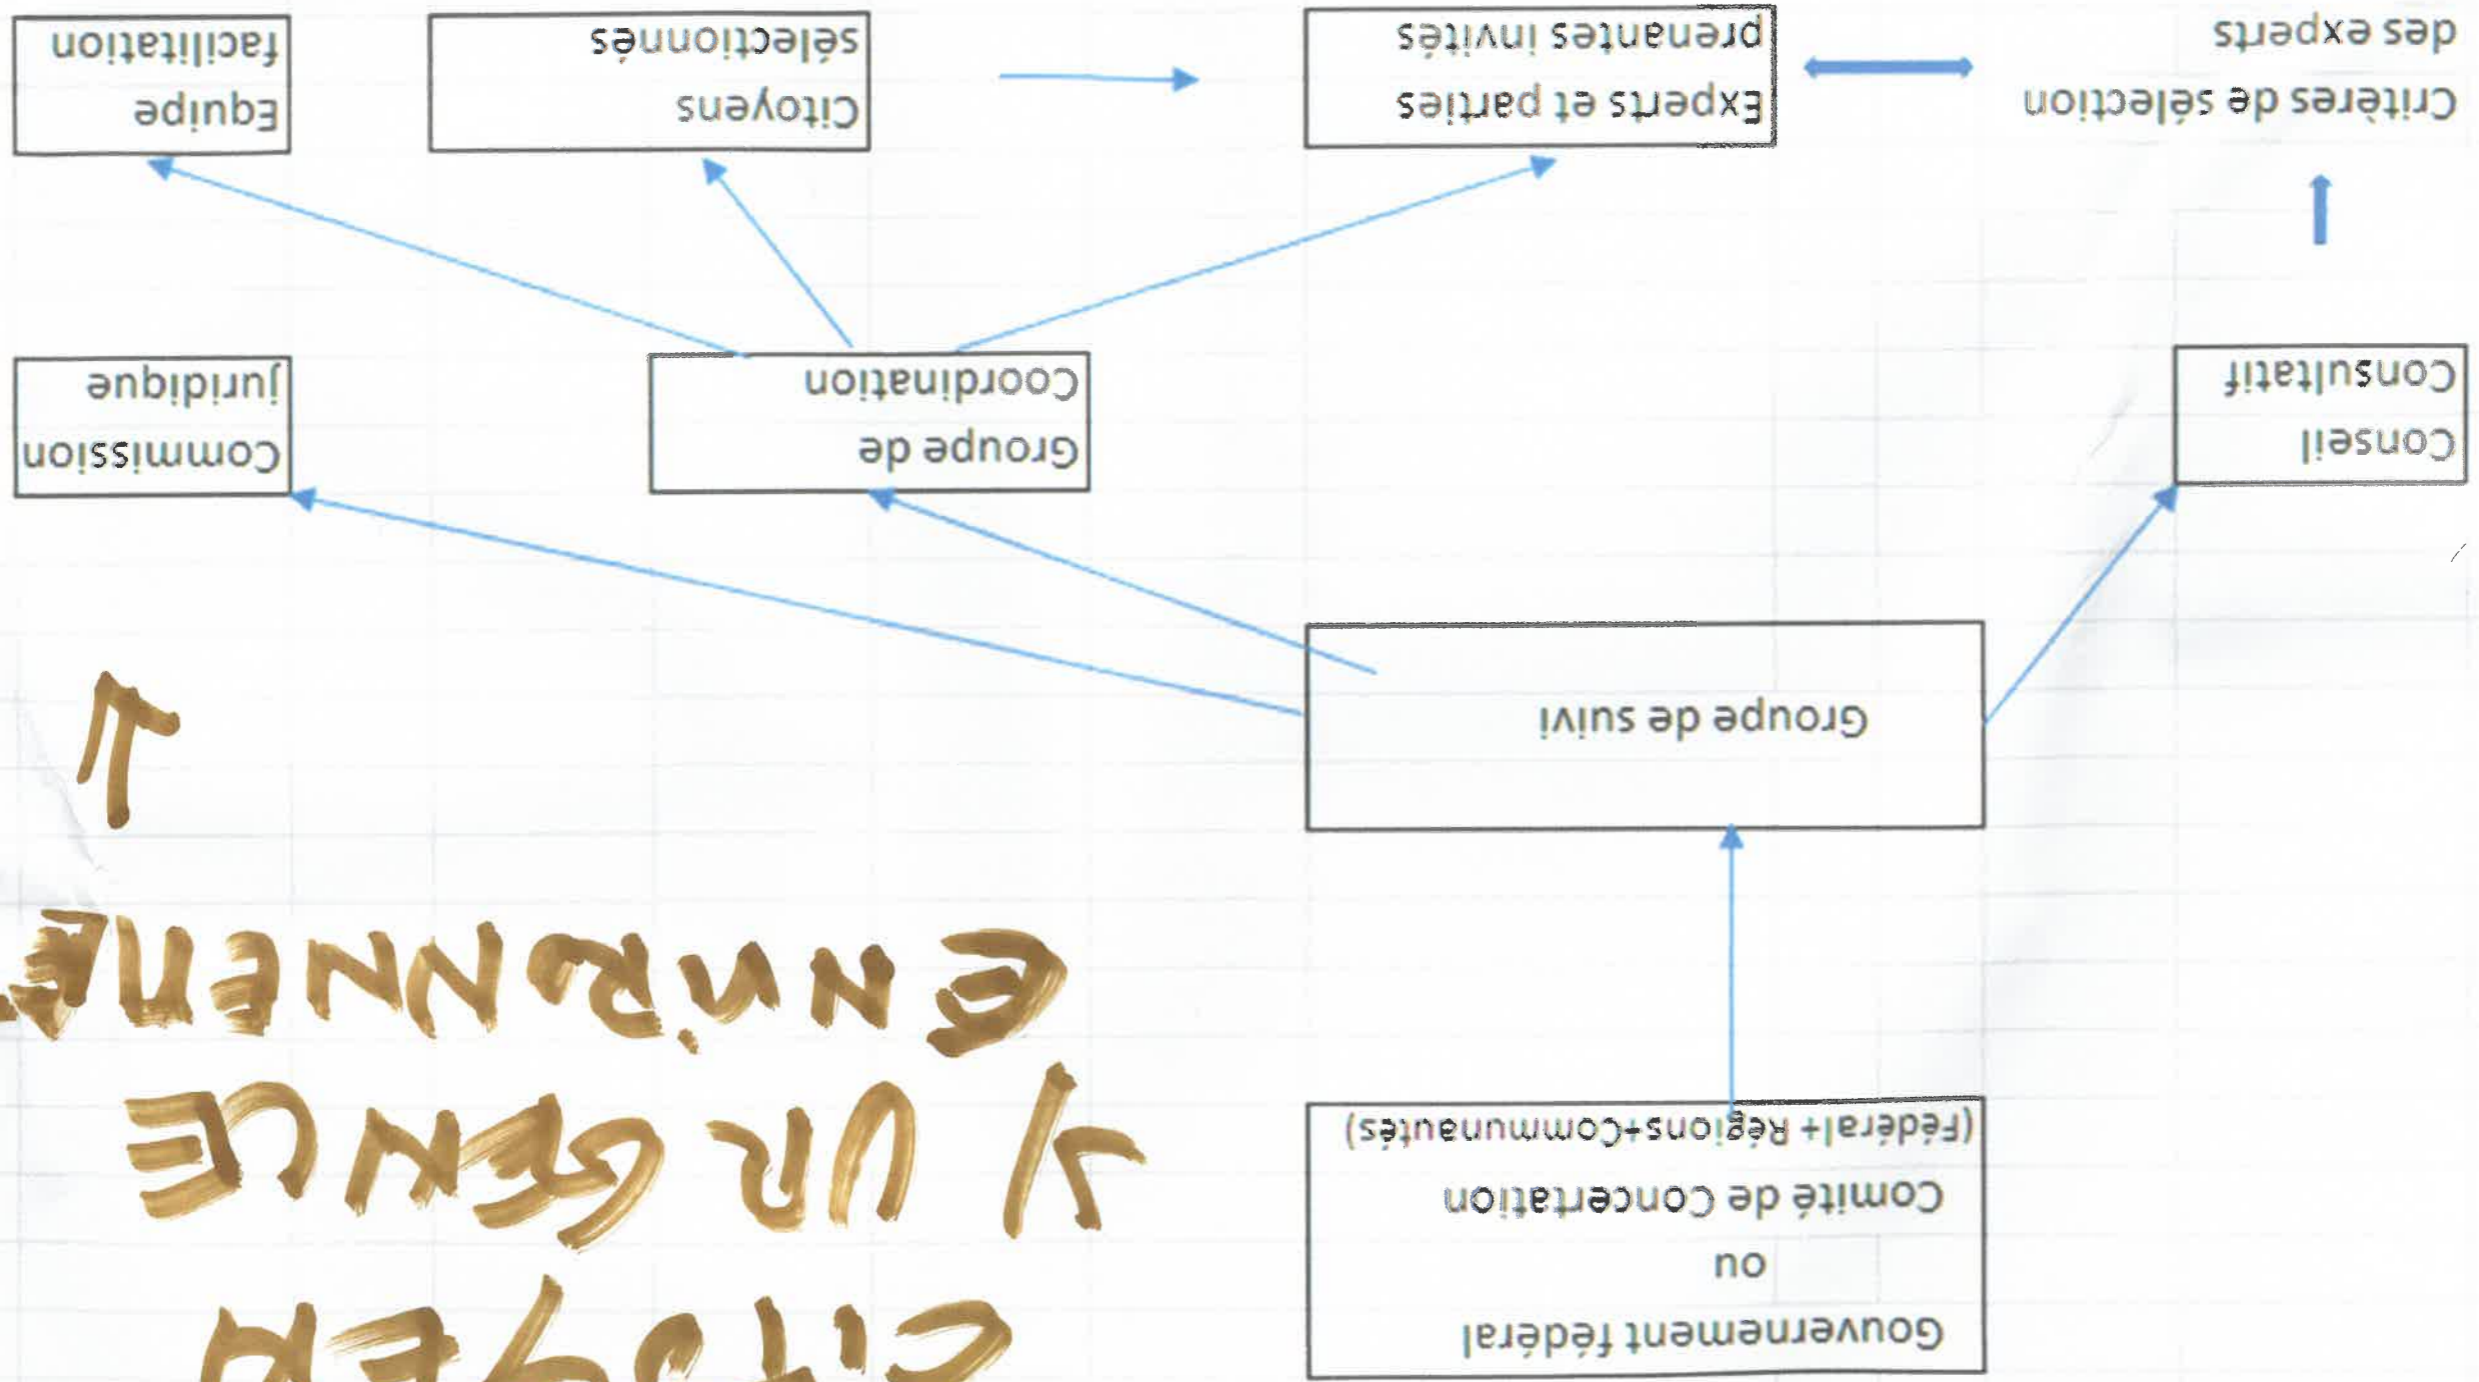 Gouvernement fédéral
ou
Comité de Concertation
(Fédéral+ Régions+Communautés)
CITOYEN
URGENCE
ENViRONNEME
Groupe de suivi
Conseil
Consultatif
Groupe de
Coordination
Commission
juridique
Critères de sélection
des experts
Experts et parties
prenantes invités
Citoyens
sélectionnés
Equipe
facilitation